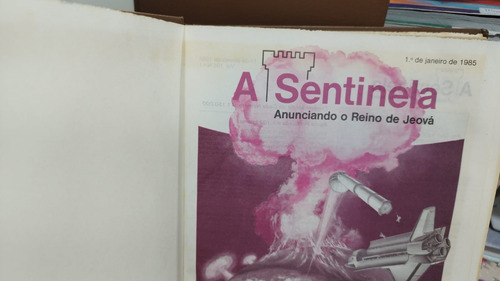 1.º de janeiro de 1985
A Sentinela
Anunciando o Reino de Jeová